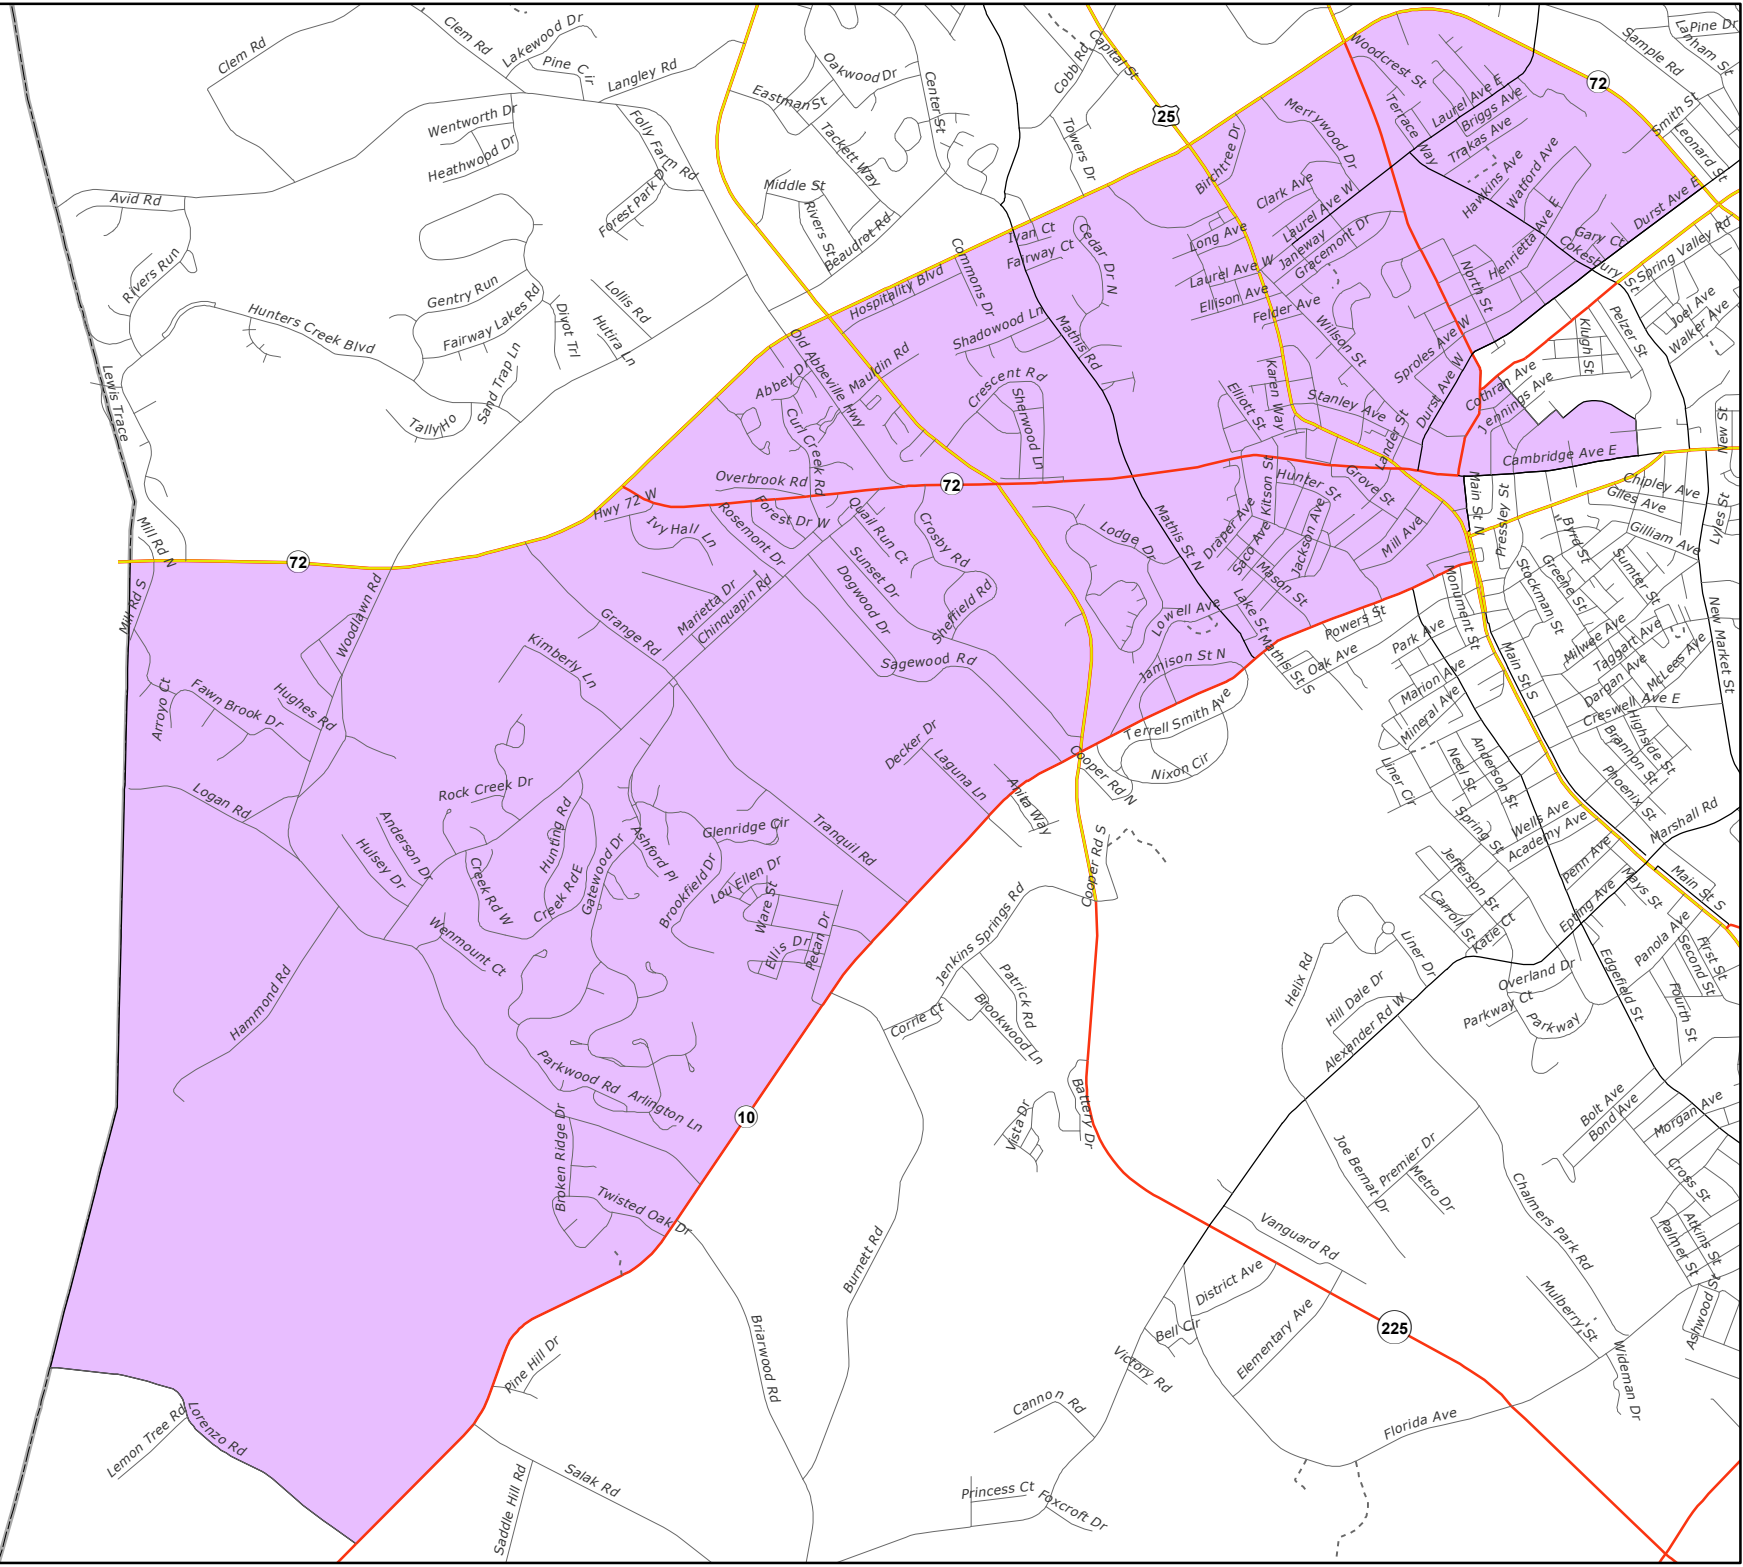 Clem Rd
Clem Rd
Lakewood Dr
Pine Cir
Langley Rd
Wentworth Dr
Heathwood Dr
Folly Farm Rd
Forest Park Dr
Avid Rd
Rivers Run
Hunters Creek Blvd
Gentry Run
Fairway Lakes Rd
Divot Trl
Lollis Rd
Hutira Ln
Sand Trap Ln
TallyHo
Lewis Trace
Mill Rd N
Mill Rd S
Oakwood Dr
Eastman St
Tackett Way
Center St
Middle St
Rivers St
Beaudrot Rd
Cobb Rd
Capital St
Towers Dr
25
72
Woodcrest St
Terrace Way
Laurel Ave E
Briggs Ave
Trakas Ave
Merrywood Dr
Birchtree Dr
Clark Ave
Laurel Ave W
Janeway
Gracemont Dr
Long Ave
Laurel Ave W
Ellison Ave
Felder Ave
Hawkins Ave
Watford Ave
Henrietta Ave E
Gary Ct
Cokesbury St
Durst Ave E
Spring Valley Rd
Sample Rd
Pine Dr
Lanham St
Smith St
Leonard St
Joel Ave
Walker Ave
Pelzer St
Klugh St
North St
Willson St
Sproles Ave W
Durst Ave W
Cothran Ave
Jennings Ave
Cambridge Ave E
New St
Ivan Ct
Fairway Ct
Cedar Dr N
Commons Dr
Hospitality Blvd
Shadowood Ln
Mathis Rd
Old Abbeville Hwy
Mauldin Rd
Abbey Dr
Curl Creek Rd
Crescent Rd
Sherwood Ln
Elliott St
Karen Way
Stanley Ave
Lander St
Overbrook Rd
72
Hwy 72 W
Ivy Hall Ln
Rosemont Dr
Forest Dr W
Quail Run Ct
Crosby Rd
Sunset Dr
Dogwood Dr
Sheffield Rd
Sagewood Rd
Marietta Dr
Chinquapin Rd
Grange Rd
Kimberly Ln
Lodge Dr
Mathis St N
Draper Ave
Kitson St
Saco Ave
Hunter St
Jackson Ave
Mason St
Grove St
Mill Ave
Lake St
Lowell Ave
Jamison St N
Mathis St S
Oak Ave
Powers St
Park Ave
Marion Ave
Mineral Ave
Monument St
Main St N
Pressley St
Chipley Ave
Giles Ave
Gilliam Ave
Lyles St
Byrd St
Sumter St
Greene St
Stockman St
Milwee Ave
Taggart Ave
Dargan Ave
McLees Ave
Creswell Ave E
New Market St
Main St S
Highside St
Brannon St
Phoenix St
Marshall Rd
72
Woodlawn Rd
Hughes Rd
Fawn Brook Dr
Arroyo Ct
Logan Rd
Rock Creek Dr
Anderson Dr
Hulsey Dr
Hunting Rd
Creek Rd W
Creek Rd E
Gatewood Dr
Ashford Pl
Glenridge Cir
Brookfield Dr
Lou Ellen Dr
Ware St
Ellis Dr
Pecan Dr
Tranquil Rd
Decker Dr
Laguna Ln
Anita Way
Cooper Rd N
Cooper Rd S
Terrell Smith Ave
Nixon Cir
Liner Cir
Neel St
Anderson St
Spring St
Wells Ave
Academy Ave
Penn Ave
Mays St
Main St S
Jefferson St
Carroll St
Katie Ct
Epting Ave
Edgefield St
Panola Ave
First St
Second St
Fourth St
Overland Dr
Parkway Ct
Parkway
Wenmount Ct
Hammond Rd
Parkwood Rd
Arlington Ln
Broken Ridge Dr
Twisted Oak Dr
10
Jenkins Springs Rd
Patrick Rd
Brookwood Ln
Corrie Ct
Vista Dr
Battery Dr
Helix Rd
Liner Dr
Hill Dale Dr
Alexander Rd W
Joe Bernat Dr
Premier Dr
Metro Dr
Chalmers Park Rd
Bolt Ave
Bond Ave
Morgan Ave
Cross St
Atkins St
Palmer St
Ashwood St
Mulberry St
Wideman Dr
Vanguard Rd
District Ave
Elementary Ave
Bell Cir
Victory Rd
225
Florida Ave
Cannon Rd
Princess Ct
Foxcroft Dr
Burnett Rd
Briarwood Rd
Pine Hill Dr
Salak Rd
Saddle Hill Rd
Lemon Tree Rd
Lorenzo Rd